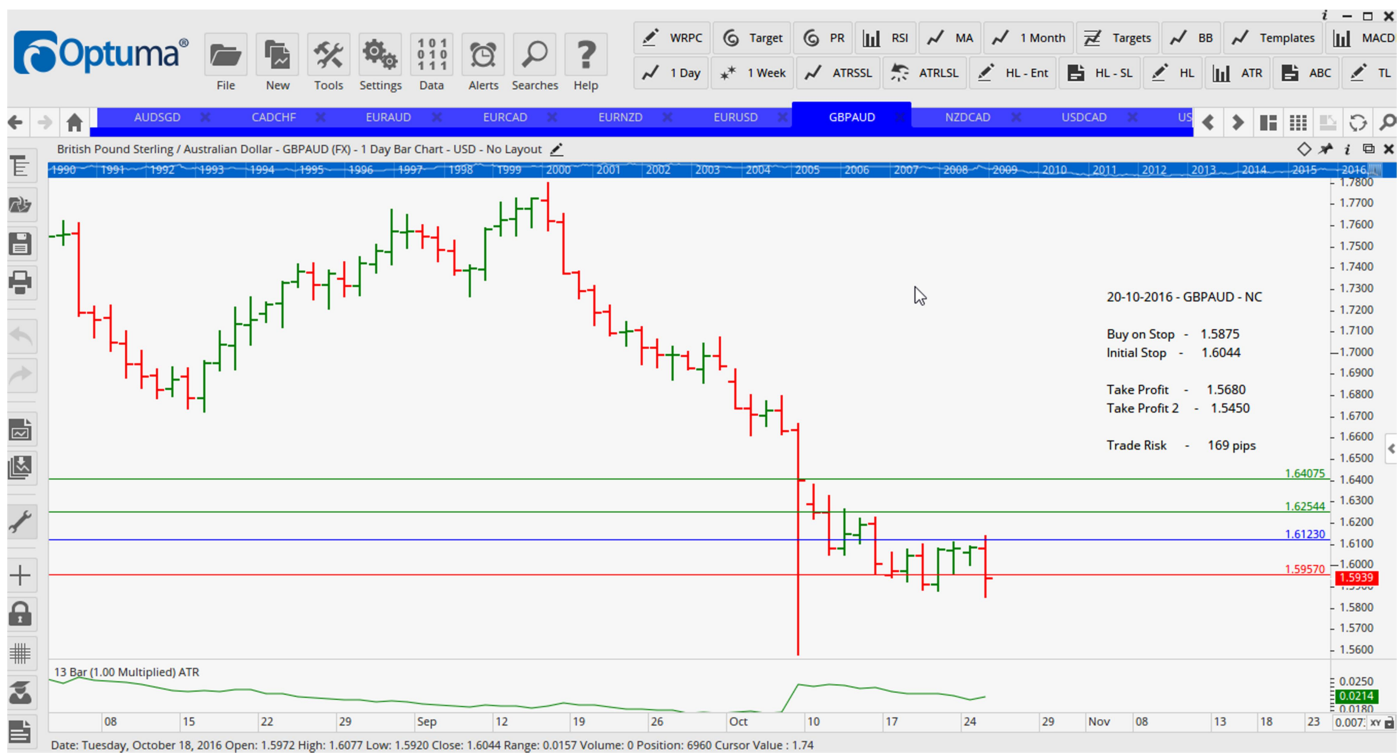 Optuma®
File New Tools Settings Data Alerts Searches Help
WRPC Target PR RSI MA 1 Month Targets BB Templates MACD
1 Day 1 Week ATRSSL ATRLSL HL - Ent HL - SL HL ATR ABC TL
AUDSGD CADCHF EURAUD EURCAD EURNZD EURUSD GBPAUD NZDCAD USDCAD US
British Pound Sterling / Australian Dollar - GBPAUD (FX) - 1 Day Bar Chart - USD - No Layout
1990 1991 1992 1993 1994 1995 1996 1997 1998 1999 2000 2001 2002 2003 2004 2005 2006 2007 2008 2009 2010 2011 2012 2013 2014 2015 2016
1.7800
1.7700
1.7600
1.7500
1.7400
1.7300
20-10-2016 - GBPAUD - NC
1.7200
Buy on Stop - 1.5875
1.7100
Initial Stop - 1.6044
1.7000
1.6900
Take Profit - 1.5680
1.6800
Take Profit 2 - 1.5450
1.6700
1.6600
Trade Risk - 169 pips
1.6500
1.64075
1.6400
1.6300
1.62544
1.6200
1.61230
1.6100
1.59570
1.6000
1.5939
1.5800
1.5700
1.5600
13 Bar (1.00 Multiplied) ATR
0.0250
0.0214
0.0180
08 15 22 29 Sep 12 19 26 Oct 10 17 24 29 Nov 08 13 18 23 0.007: XY
Date: Tuesday, October 18, 2016 Open: 1.5972 High: 1.6077 Low: 1.5920 Close: 1.6044 Range: 0.0157 Volume: 0 Position: 6960 Cursor Value : 1.74